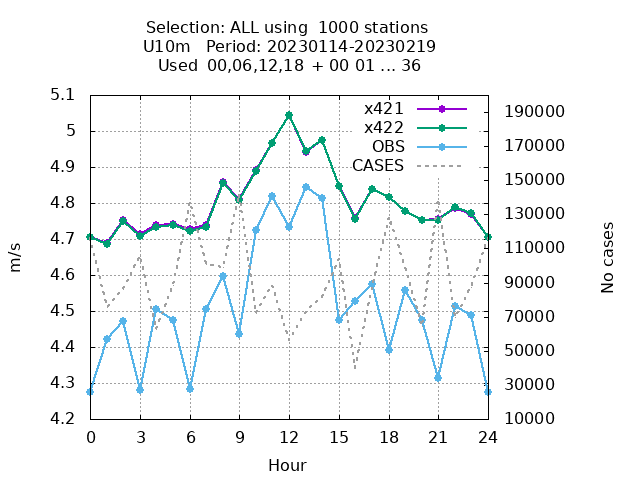 Selection: ALL using  1000 stations
U10m   Period: 20230114-20230219
Used  00,06,12,18  + 00 01 ... 36
x421
x422
OBS
CASES
5.1
5
4.9
4.8
4.7
4.6
4.5
4.4
4.3
4.2
m/s
190000
170000
150000
130000
110000
90000
70000
50000
30000
10000
No cases
0 3 6 9 12 15 18 21 24
Hour